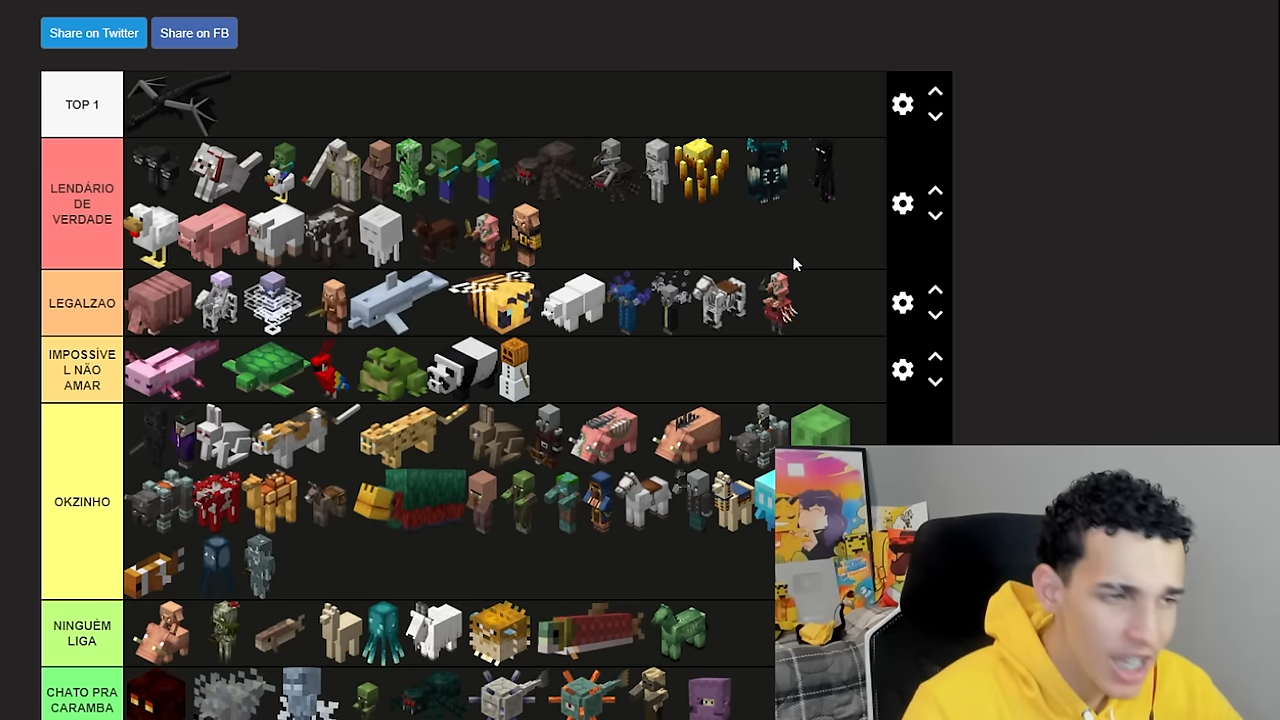 Share on Twitter
Share on FB
TOP 1
LENDÁRIO
DE
VERDADE
LEGALZAO
IMPOSSÍVE
L NÃO
AMAR
OKZINHO
NINGUÉM
LIGA
CHATO PRA
CARAMBA